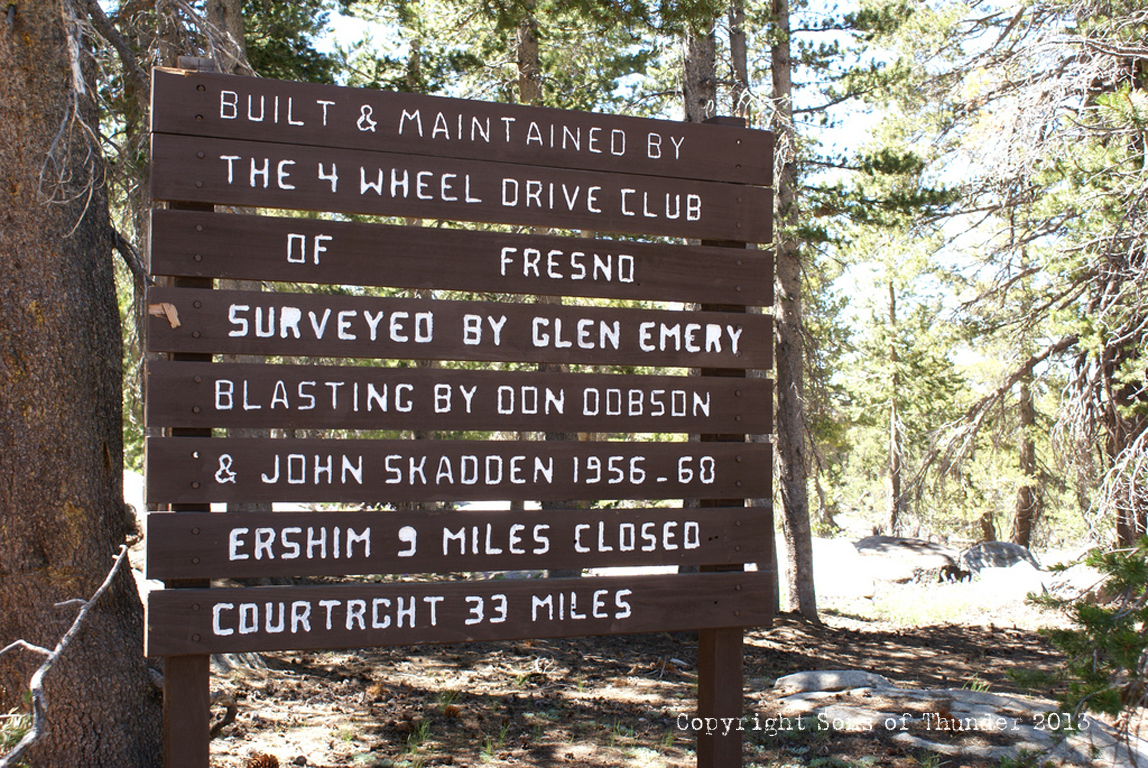 BUILT & MAINTAINED BY
THE 4 WHEEL DRIVE CLUB
OF FRESNO
SURVEYED BY GLEN EMERY
BLASTING BY DON DOBSON
& JOHN SKADDEN 1956-68
ERSHIM 9 MILES CLOSED
COURTRGHT 33 MILES
Copyright Sons of Thunder 2013